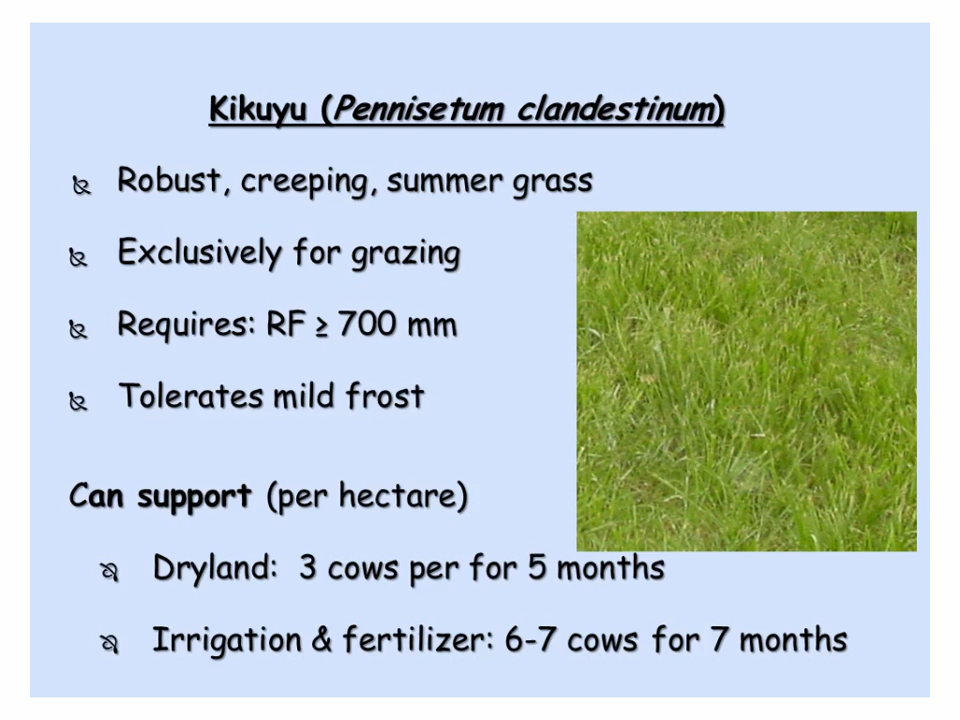 Kikuyu (Pennisetum clandestinum)
Robust, creeping, summer grass
Exclusively for grazing
Requires: RF ≥ 700 mm
Tolerates mild frost
Can support (per hectare)
Dryland: 3 cows per for 5 months
Irrigation & fertilizer: 6-7 cows for 7 months